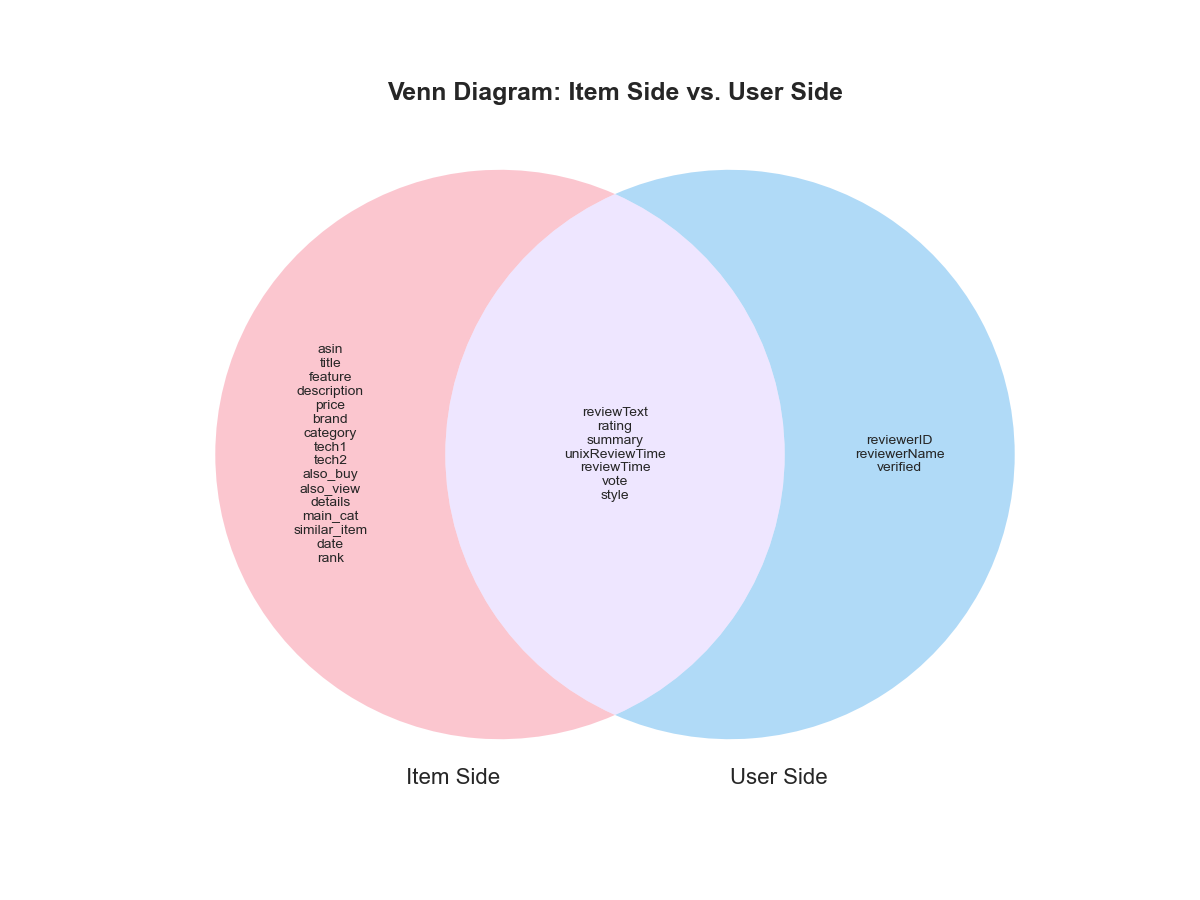 Venn Diagram: Item Side vs. User Side
asin
title
feature
description
price
brand
category
tech1
tech2
also_buy
also_view
details
main_cat
similar_item
date
rank
reviewText
rating
summary
unixReviewTime
reviewTime
vote
style
reviewerID
reviewerName
verified
Item Side
User Side